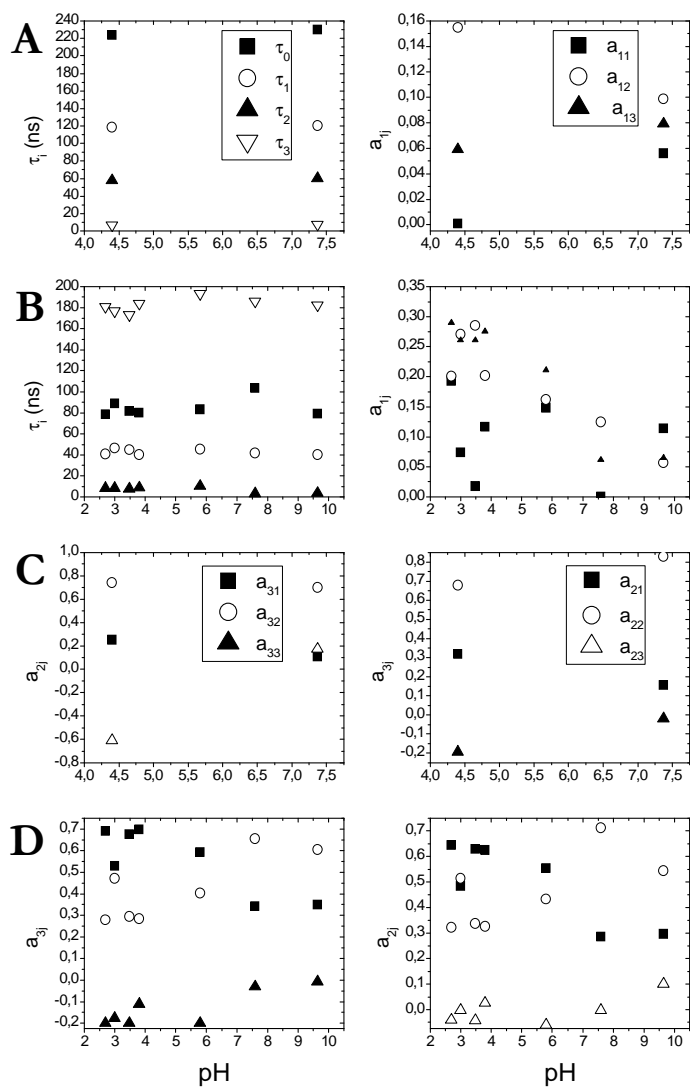 A
240
220
200
180
160
140
120
100
80
60
40
20
0
τi (ns)
τ0
τ1
τ2
τ3
4,0 4,5 5,0 5,5 6,0 6,5 7,0 7,5
0,16
0,14
0,12
0,10
0,08
0,06
0,04
0,02
0,00
a1j
a11
a12
a13
4,0 4,5 5,0 5,5 6,0 6,5 7,0 7,5
B
200
180
160
140
120
100
80
60
40
20
0
τi (ns)
2 3 4 5 6 7 8 9 10
0,35
0,30
0,25
0,20
0,15
0,10
0,05
0,00
a1j
2 3 4 5 6 7 8 9 10
C
1,0
0,8
0,6
0,4
0,2
0,0
-0,2
-0,4
-0,6
-0,8
a2j
a31
a32
a33
4,0 4,5 5,0 5,5 6,0 6,5 7,0 7,5
0,8
0,7
0,6
0,5
0,4
0,3
0,2
0,1
0,0
-0,1
-0,2
a3j
a21
a22
a23
4,0 4,5 5,0 5,5 6,0 6,5 7,0 7,5
D
0,7
0,6
0,5
0,4
0,3
0,2
0,1
0,0
-0,1
-0,2
a3j
2 3 4 5 6 7 8 9 10
pH
0,7
0,6
0,5
0,4
0,3
0,2
0,1
0,0
a2j
2 3 4 5 6 7 8 9 10
pH